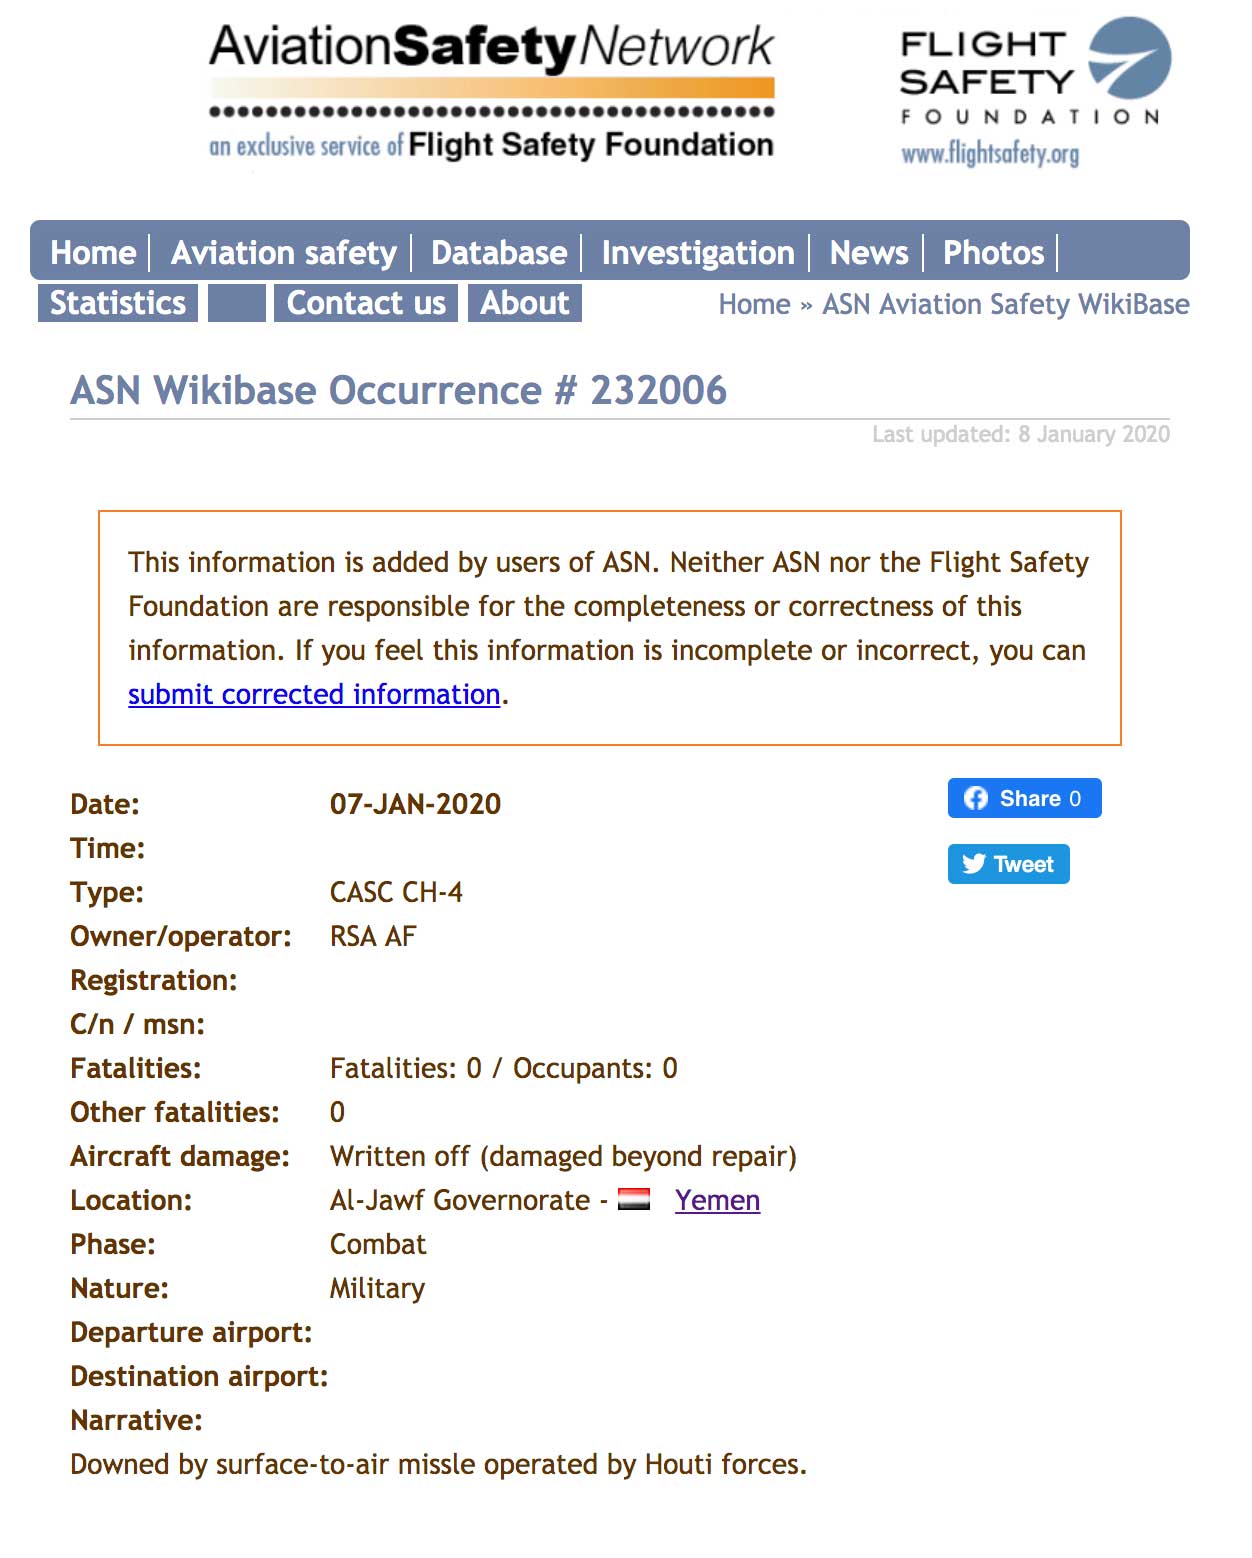 AviationSafetyNetwork
an exclusive service of Flight Safety Foundation
FLIGHT
SAFETY
FOUNDATION
www.flightsafety.org
Home Aviation safety Database Investigation News Photos
Statistics Contact us About Home » ASN Aviation Safety WikiBase
ASN Wikibase Occurrence # 232006
Last updated: 8 January 2020
This information is added by users of ASN. Neither ASN nor the Flight Safety
Foundation are responsible for the completeness or correctness of this
information. If you feel this information is incomplete or incorrect, you can
submit corrected information.
Date: 07-JAN-2020
Share 0
Time:
Tweet
Type: CASC CH-4
Owner/operator: RSA AF
Registration:
C/n / msn:
Fatalities: Fatalities: 0 / Occupants: 0
Other fatalities: 0
Aircraft damage: Written off (damaged beyond repair)
Location: Al-Jawf Governorate - Yemen
Phase: Combat
Nature: Military
Departure airport:
Destination airport:
Narrative:
Downed by surface-to-air missle operated by Houti forces.